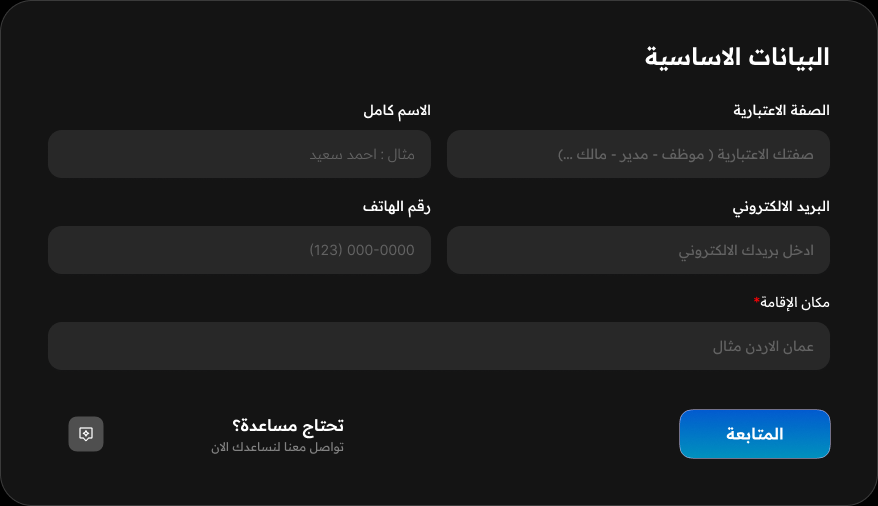 البيانات الاساسية
الصفة الاعتبارية
صفتك الاعتبارية ( موظف - مدير - مالك ...)
الاسم كامل
مثال : احمد سعيد
البريد الالكتروني
ادخل بريدك الالكتروني
رقم الهاتف
(123) 000-0000
مكان الإقامة*
عمان الاردن مثال
المتابعة
تحتاج مساعدة؟
تواصل معنا لنساعدك الان